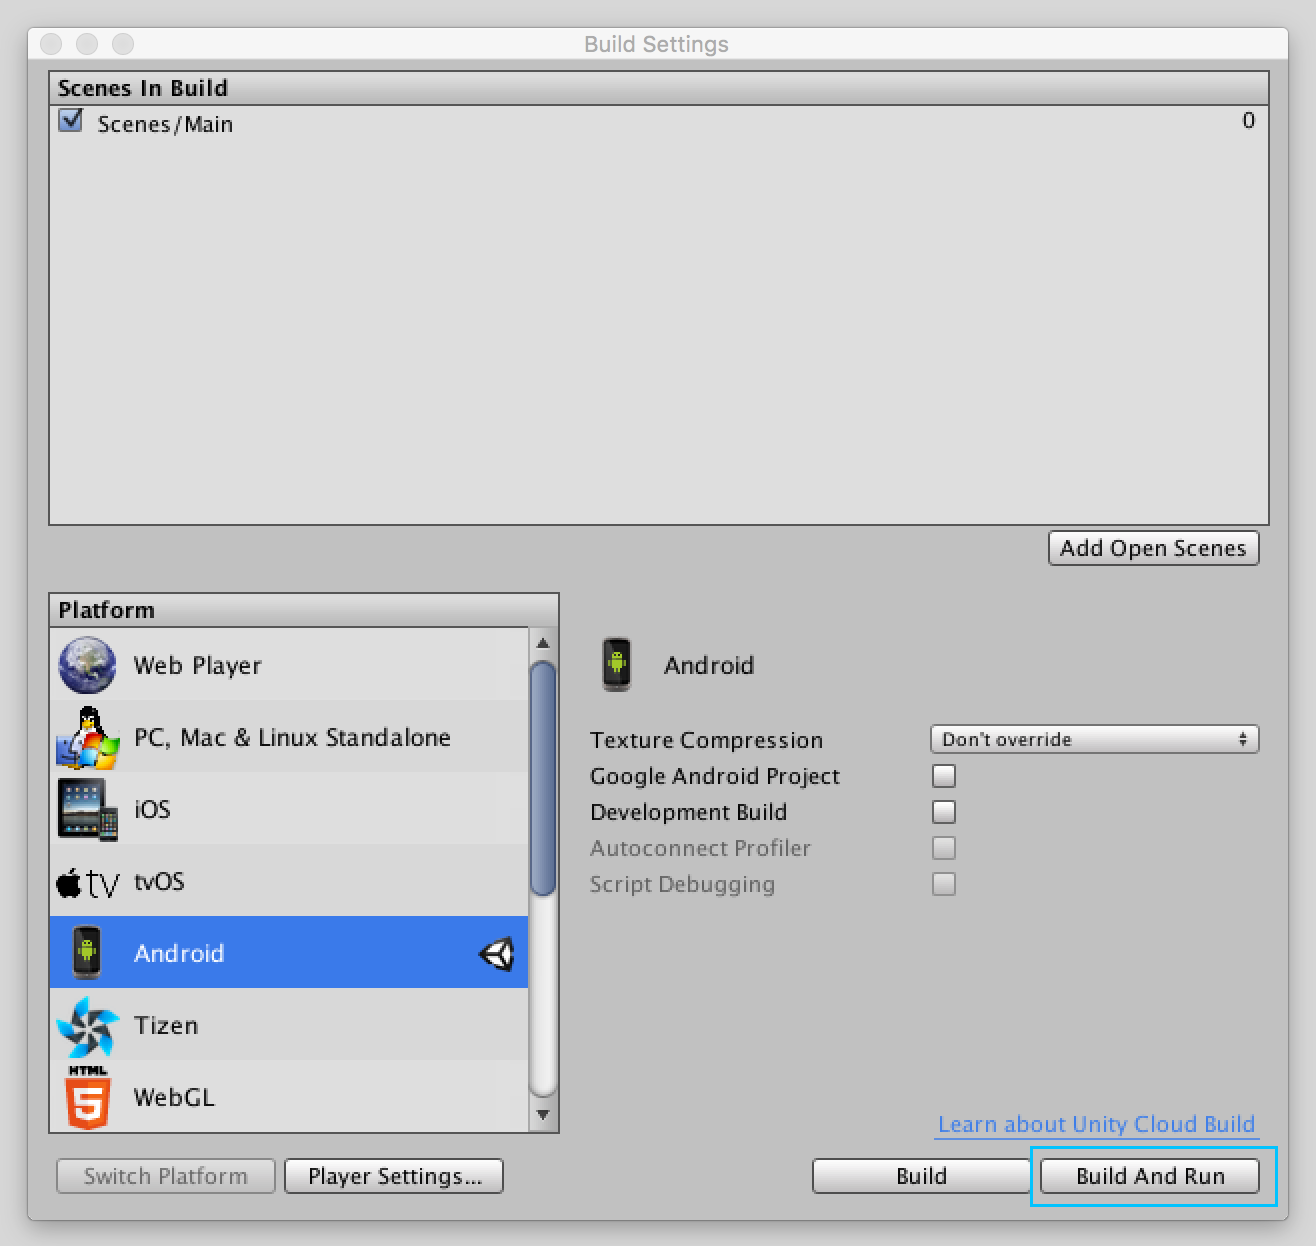 Build Settings
Scenes In Build
Scenes/Main 0
Add Open Scenes
Platform
Web Player
PC, Mac & Linux Standalone
iOS
tv tvOS
Android
Tizen
HTML
5 WebGL
Android
Texture Compression Don't override
Google Android Project
Development Build
Autoconnect Profiler
Script Debugging
Learn about Unity Cloud Build
Switch Platform Player Settings... Build Build And Run